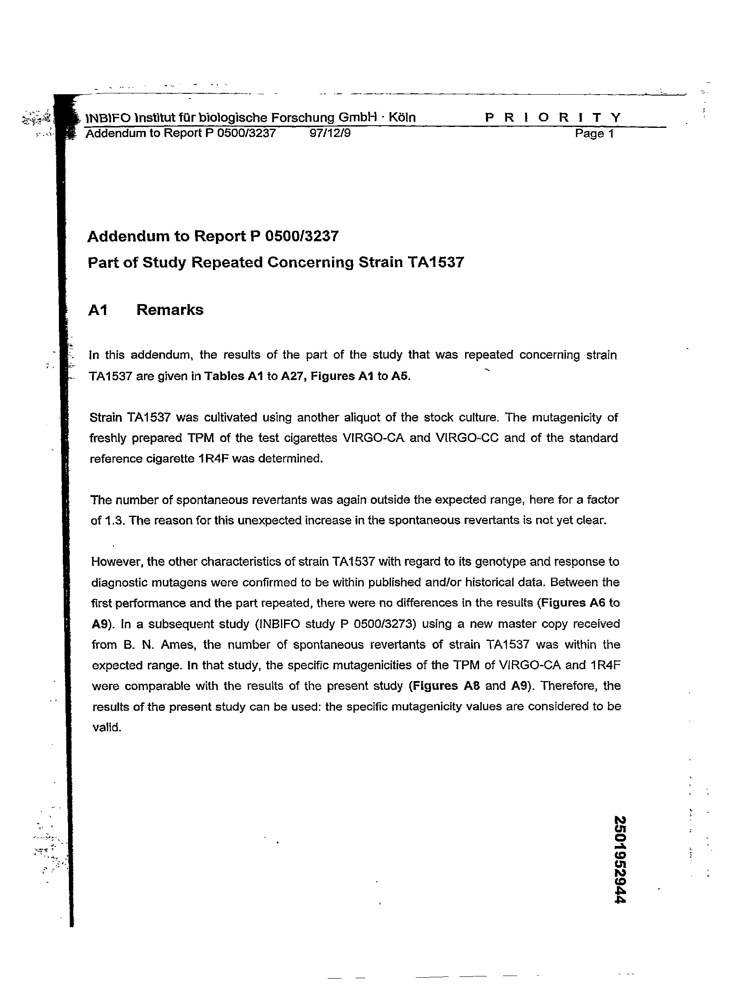 INBIFO Institut für biologische Forschung GmbH · Köln P R I O R I T Y
Addendum to Report P 0500/3237 97/12/9 Page 1
Addendum to Report P 0500/3237
Part of Study Repeated Concerning Strain TA1537
A1 Remarks
In this addendum, the results of the part of the study that was repeated concerning strain
TA1537 are given in Tables A1 to A27, Figures A1 to A5.
Strain TA1537 was cultivated using another aliquot of the stock culture. The mutagenicity of
freshly prepared TPM of the test cigarettes VIRGO-CA and VIRGO-CC and of the standard
reference cigarette 1R4F was determined.
The number of spontaneous revertants was again outside the expected range, here for a factor
of 1.3. The reason for this unexpected increase in the spontaneous revertants is not yet clear.
However, the other characteristics of strain TA1537 with regard to its genotype and response to
diagnostic mutagens were confirmed to be within published and/or historical data. Between the
first performance and the part repeated, there were no differences in the results (Figures A6 to
A9). In a subsequent study (INBIFO study P 0500/3273) using a new master copy received
from B. N. Ames, the number of spontaneous revertants of strain TA1537 was within the
expected range. In that study, the specific mutagenicities of the TPM of VIRGO-CA and 1R4F
were comparable with the results of the present study (Figures A8 and A9). Therefore, the
results of the present study can be used: the specific mutagenicity values are considered to be
valid.
2501952944